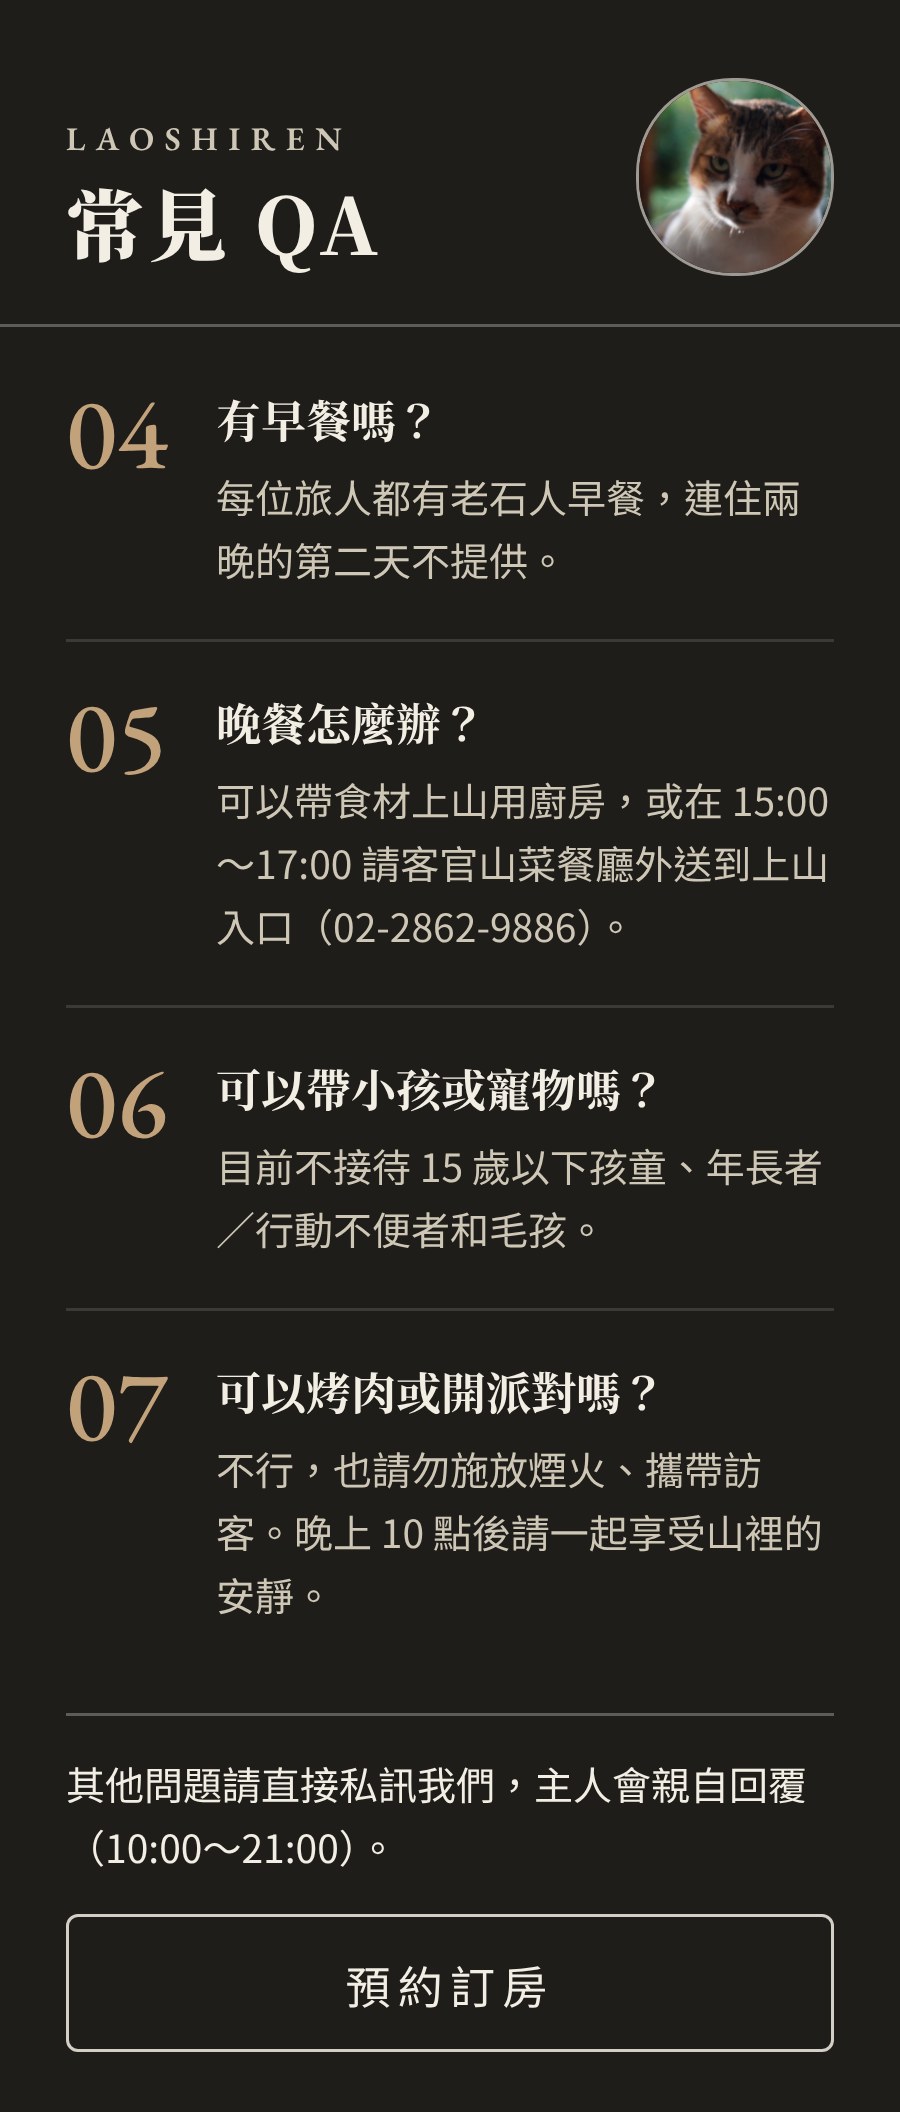 LAOSHIREN
常見 QA
04
有早餐嗎？
每位旅人都有老石人早餐，連住兩
晚的第二天不提供。
05
晚餐怎麼辦？
可以帶食材上山用廚房，或在 15:00
～17:00 請客官山菜餐廳外送到上山
入口（02-2862-9886）。
06
可以帶小孩或寵物嗎？
目前不接待 15 歲以下孩童、年長者
／行動不便者和毛孩。
07
可以烤肉或開派對嗎？
不行，也請勿施放煙火、攜帶訪
客。晚上 10 點後請一起享受山裡的
安靜。
其他問題請直接私訊我們，主人會親自回覆
（10:00～21:00）。
預約訂房